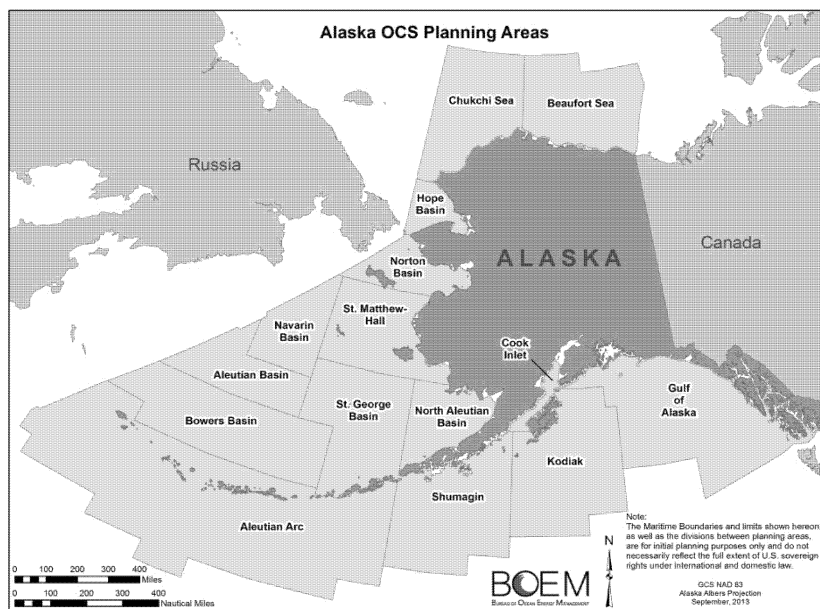 Alaska OCS Planning Areas
Chukchi Sea
Beaufort Sea
Russia
Hope
Basin
Canada
ALASKA
Norton
Basin
St. Matthew-
Hall
Navarin
Basin
Cook
Inlet
Aleutian Basin
St. George
Basin
North Aleutian
Basin
Gulf
of
Alaska
Bowers Basin
Kodiak
Shumagin
Aleutian Arc
Note:
The Maritime Boundaries and limits shown hereon,
as well as the divisions between planning areas,
are for initial planning purposes only and do not
necessarily reflect the full extent of U.S. sovereign
rights under international and domestic law.
N
0 100 200 300 400
Miles
0 100 200 300 400
Nautical Miles
BOEM
BUREAU OF OCEAN ENERGY MANAGEMENT
GCS NAD 83
Alaska Albers Projection
September, 2013